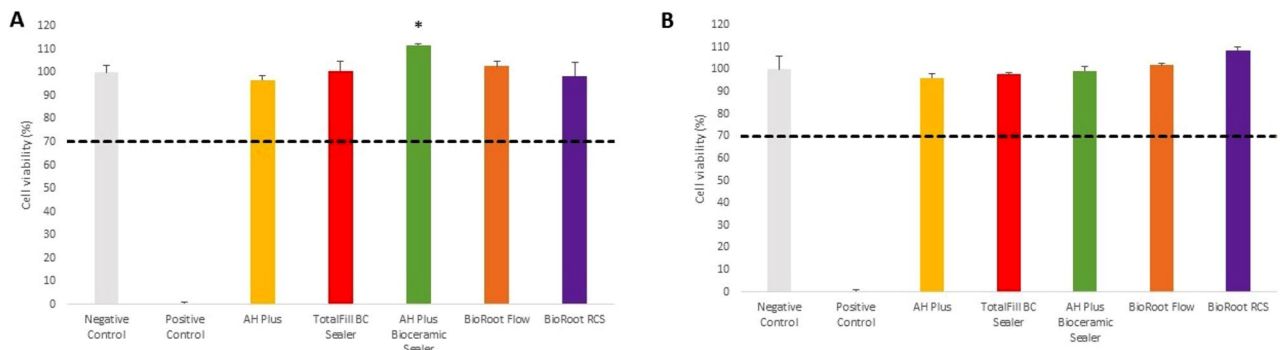 A
Cell viability (%)
120
110
100
90
80
70
60
50
40
30
20
10
0
*
Negative
Control
Positive
Control
AH Plus
TotalFill BC
Sealer
AH Plus
Bioceramic
Sealer
BioRoot Flow
BioRoot RCS
B
Cell viability (%)
120
110
100
90
80
70
60
50
40
30
20
10
0
Negative
Control
Positive
Control
AH Plus
TotalFill BC
Sealer
AH Plus
Bioceramic
Sealer
BioRoot Flow
BioRoot RCS